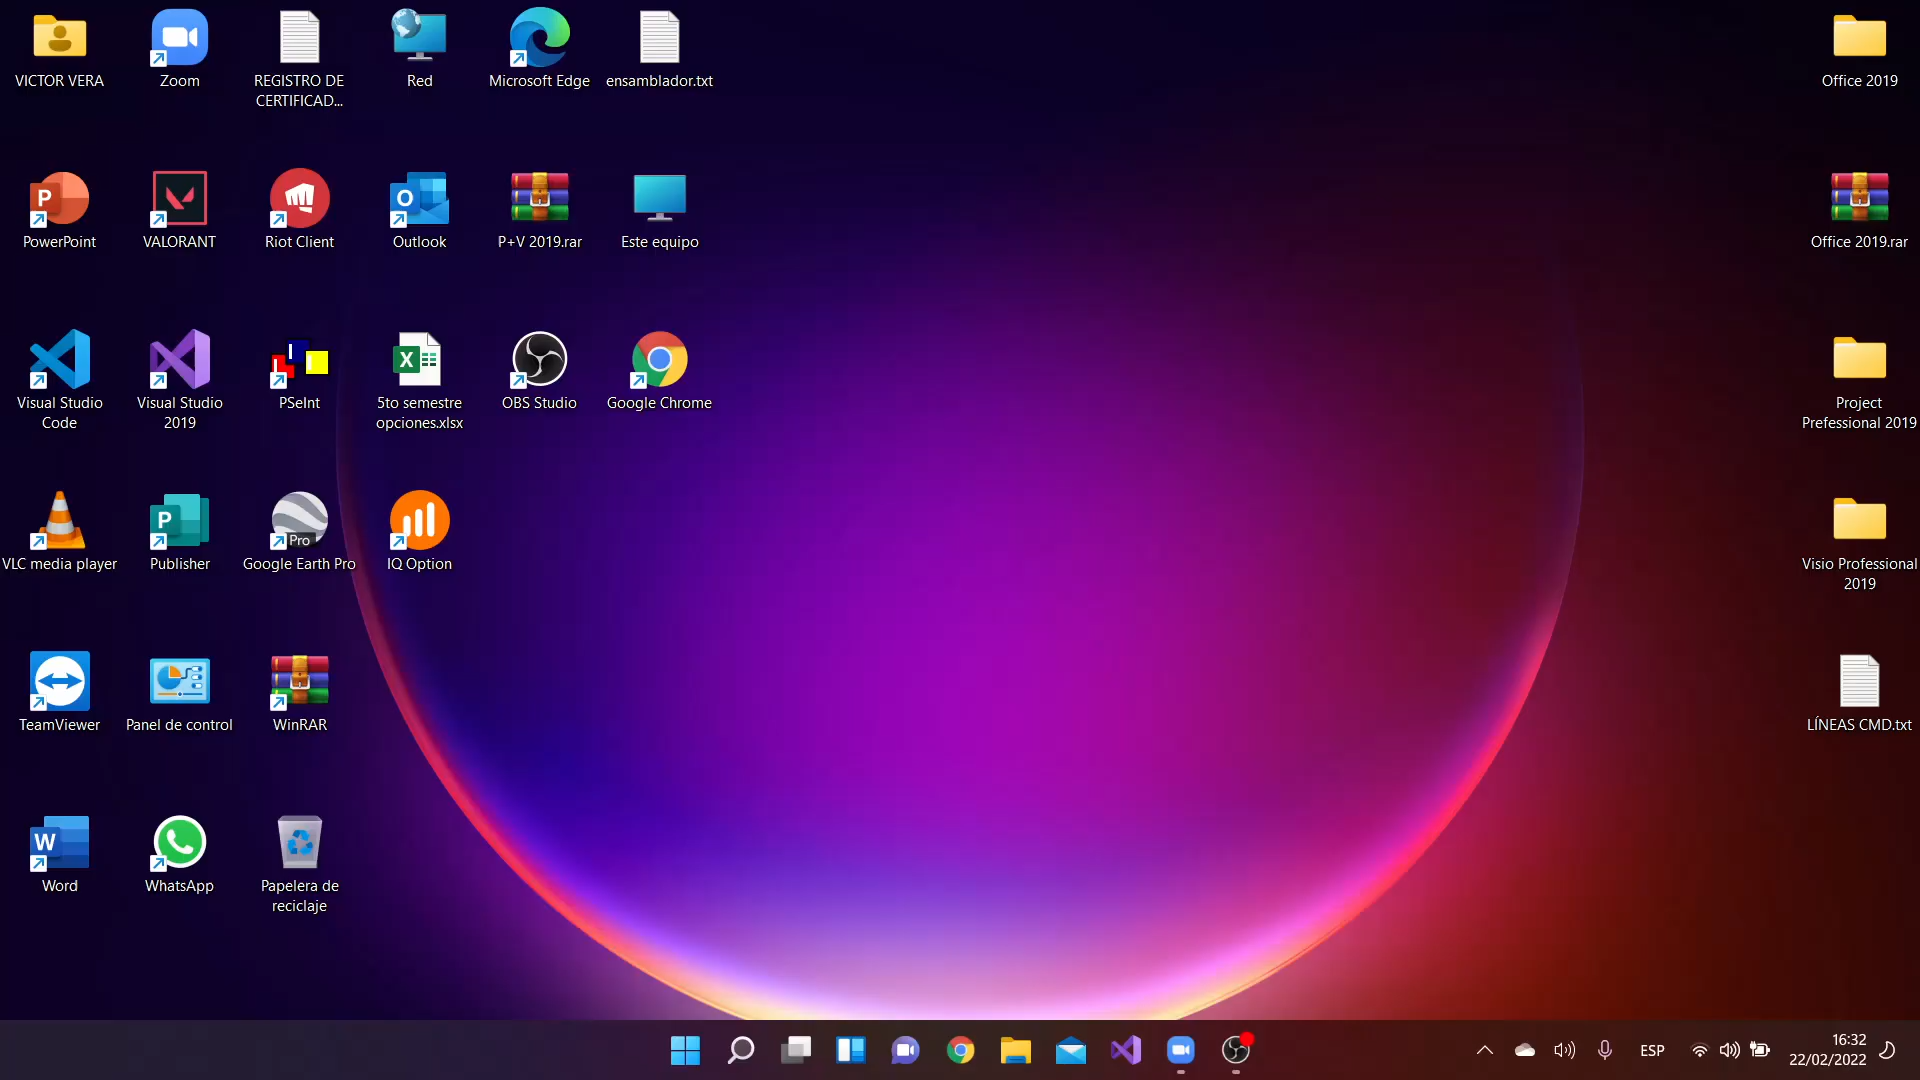 VICTOR VERA
Zoom
REGISTRO DE
CERTIFICAD...
Red
Microsoft Edge
ensamblador.txt
Office 2019
PowerPoint
VALORANT
Riot Client
Outlook
P+V 2019.rar
Este equipo
Office 2019.rar
Visual Studio
Code
Visual Studio
2019
PSeInt
5to semestre
opciones.xlsx
OBS Studio
Google Chrome
Project
Prefessional 2019
VLC media player
Publisher
Pro
Google Earth Pro
IQ Option
Visio Professional
2019
TeamViewer
Panel de control
WinRAR
LÍNEAS CMD.txt
Word
WhatsApp
Papelera de
reciclaje
ESP
16:32
22/02/2022